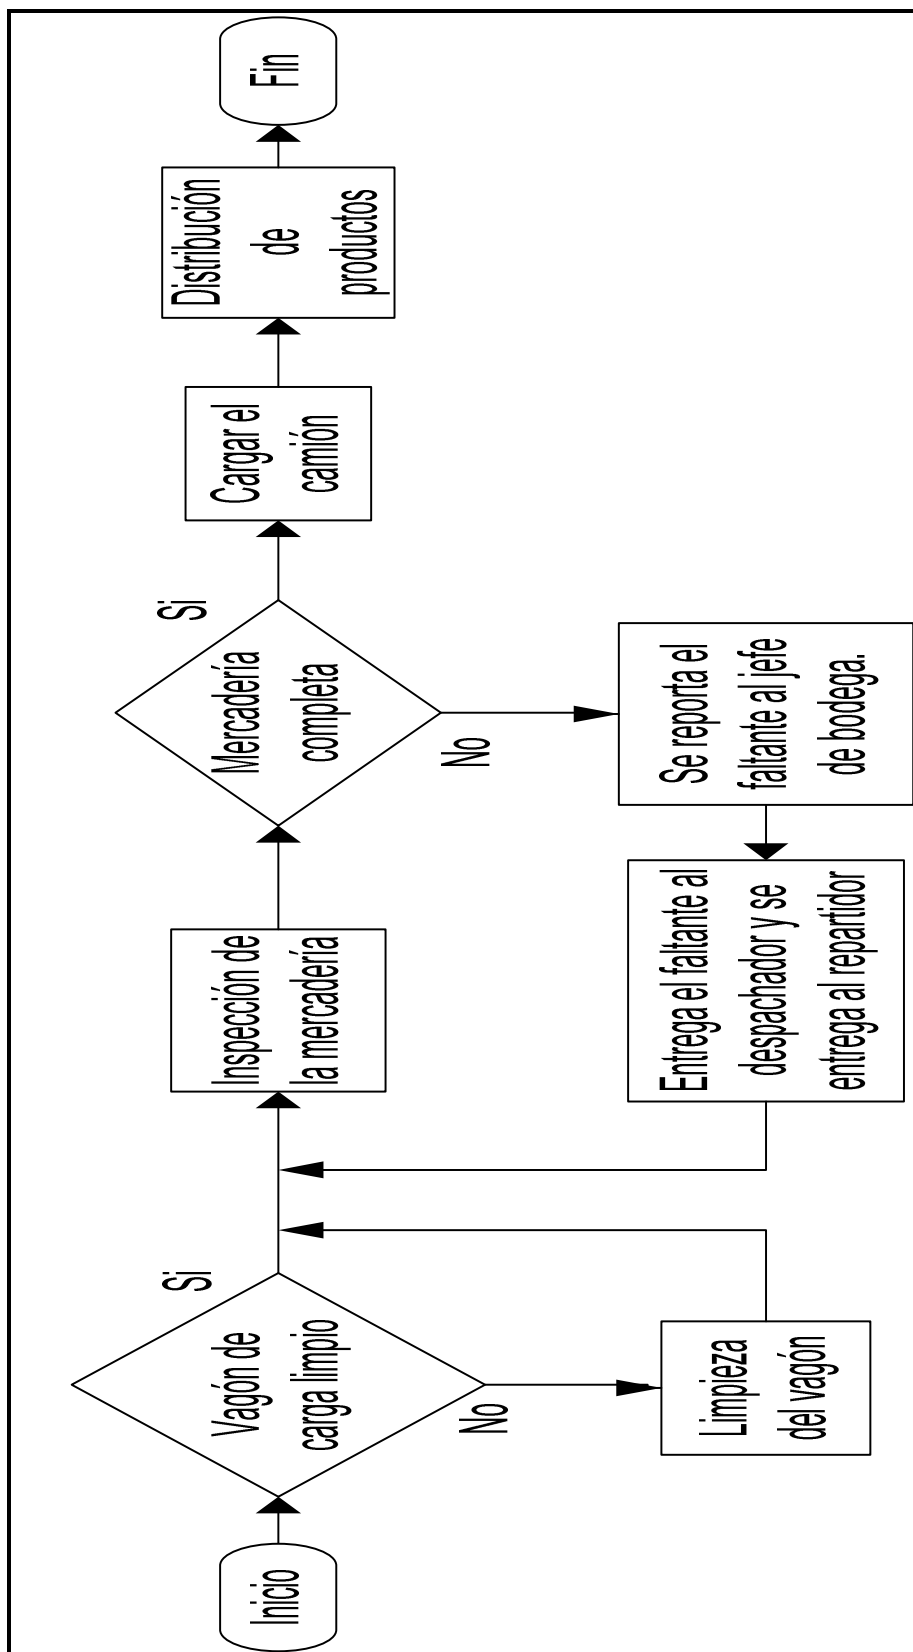 Inicio
Vagón de
carga limpio
Si
No
Limpieza
del vagón
Inspección de
la mercadería
Mercadería
completa
Si
No
Se reporta el
faltante al jefe
de bodega.
Entrega el faltante al
despachador y se
entrega al repartidor
Cargar el
camión
Distribución
de
productos
Fin